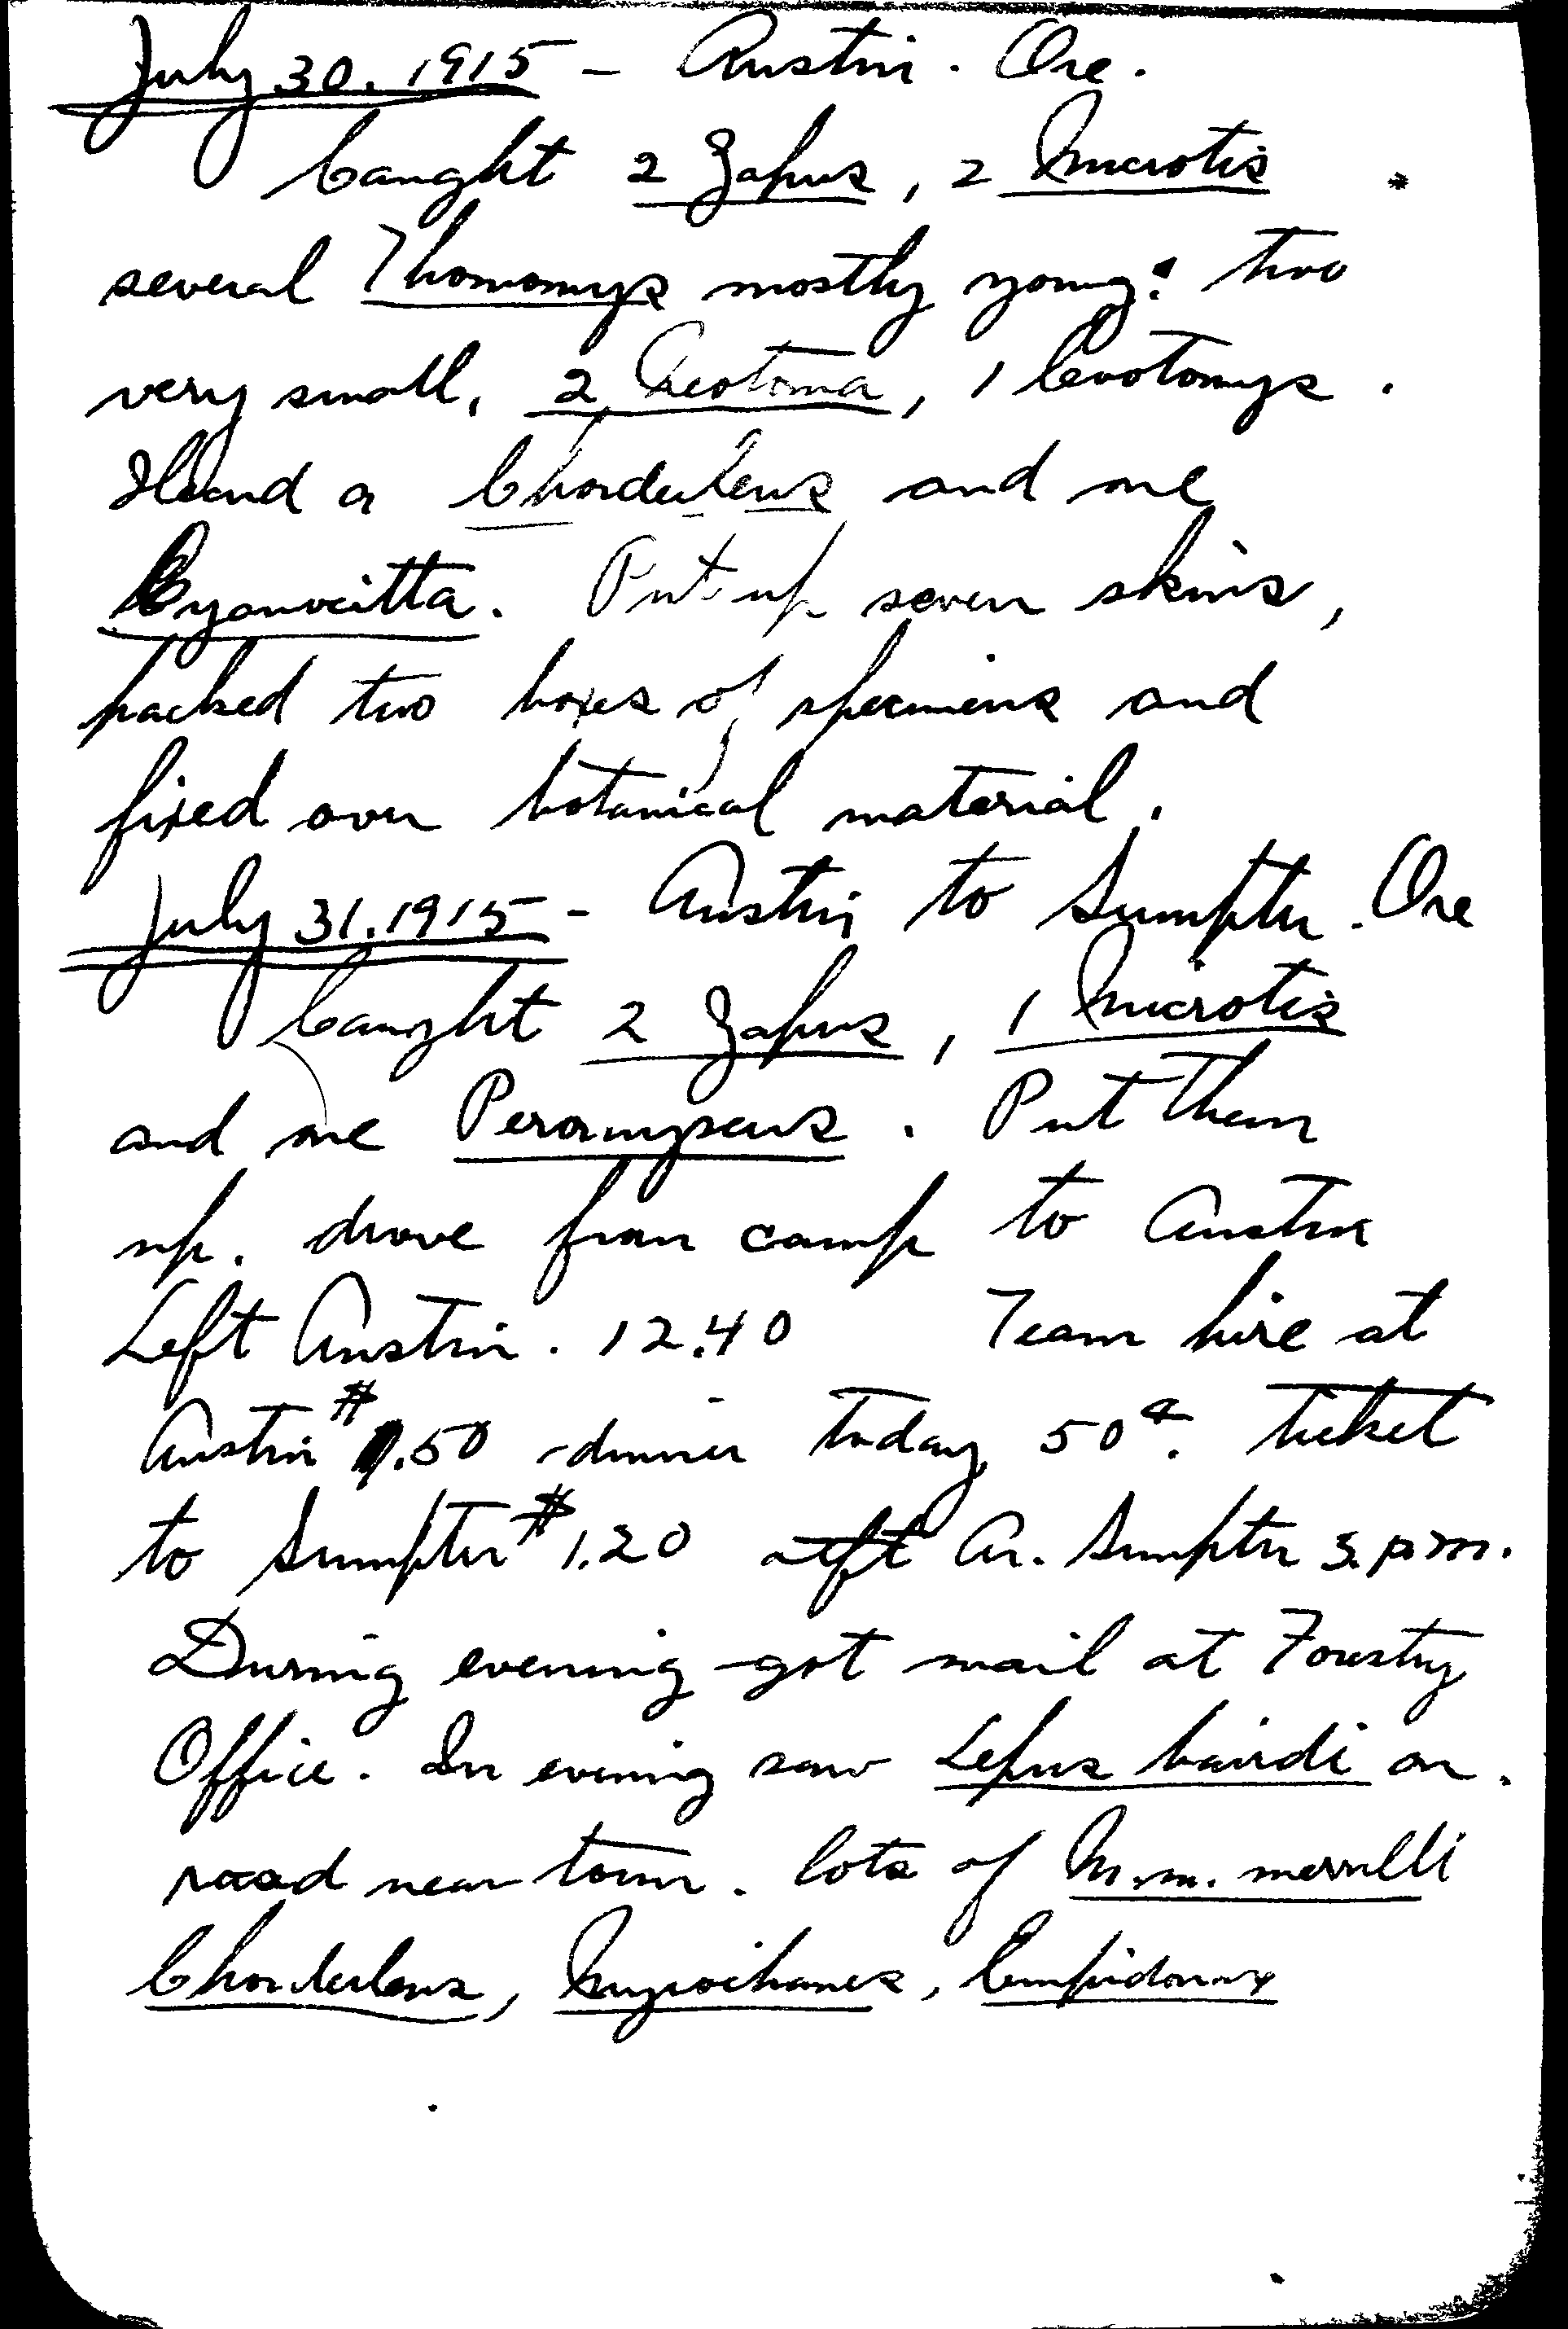 July 30. 1915 - Austin. Ore.
Caught 2 Zapus, 2 Microtis
several Thomomys mostly young: two
very small, 2 Neotoma, 1 Evotomys.
Heard a Chordeiles and one
Cyanocitta. Put up seven skins,
packed two boxes of specimens and
fixed over botanical material.
July 31. 1915 - Austin to Sumpter. Ore
Caught 2 Zapus, 1 Microtis
and one Peromyscus. Put them
up. drove from camp to Austin
Left Austin. 12.40 Team hire at
Austin $1.50 dinner today 50¢. ticket
to Sumpter $1.20 Ar. Sumpter 3. p.m.
During evening got mail at Forestry
Office. In evening saw Lepus bairdi on.
road near town. lots of M.m. merrilli
Chordeiles, Myiochanes, Empidonax